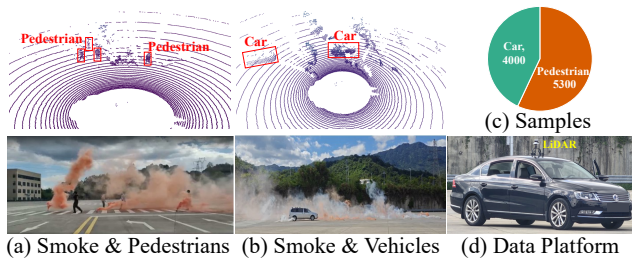 Pedestrian
Pedestrian
Car
Car
Car,
4000
Pedestrian,
5300
(c) Samples
LiDAR
(a) Smoke & Pedestrians
(b) Smoke & Vehicles
(d) Data Platform